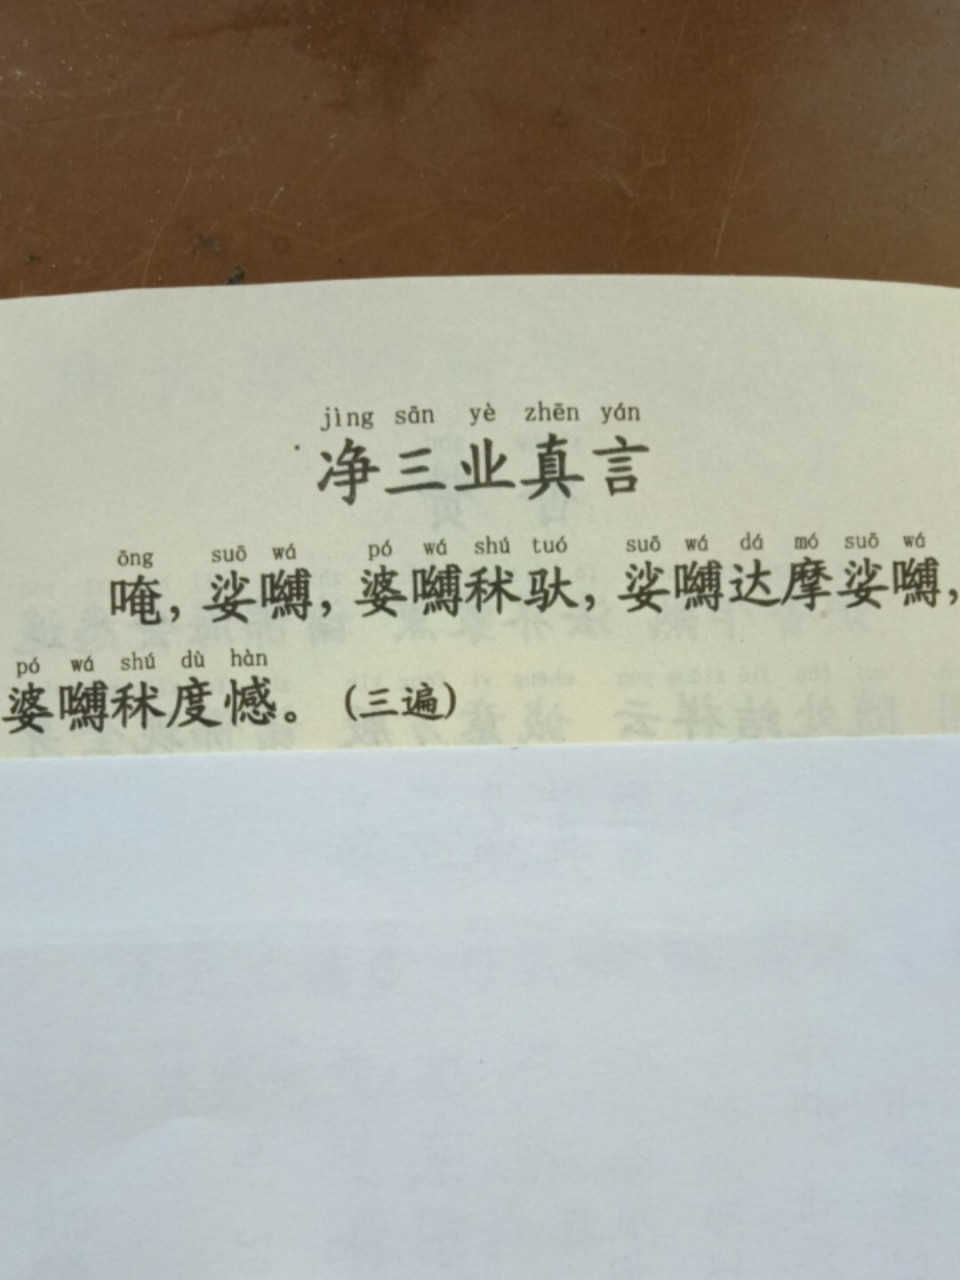 jìng sān yè zhēn yán
净三业真言
ōng suō wá pó wá shú tuó suō wá dá mó suō wá
唵，娑嚩，婆嚩秫驮，娑嚩达摩娑嚩，
pó wá shú dù hàn
婆嚩秫度憾。（三遍）